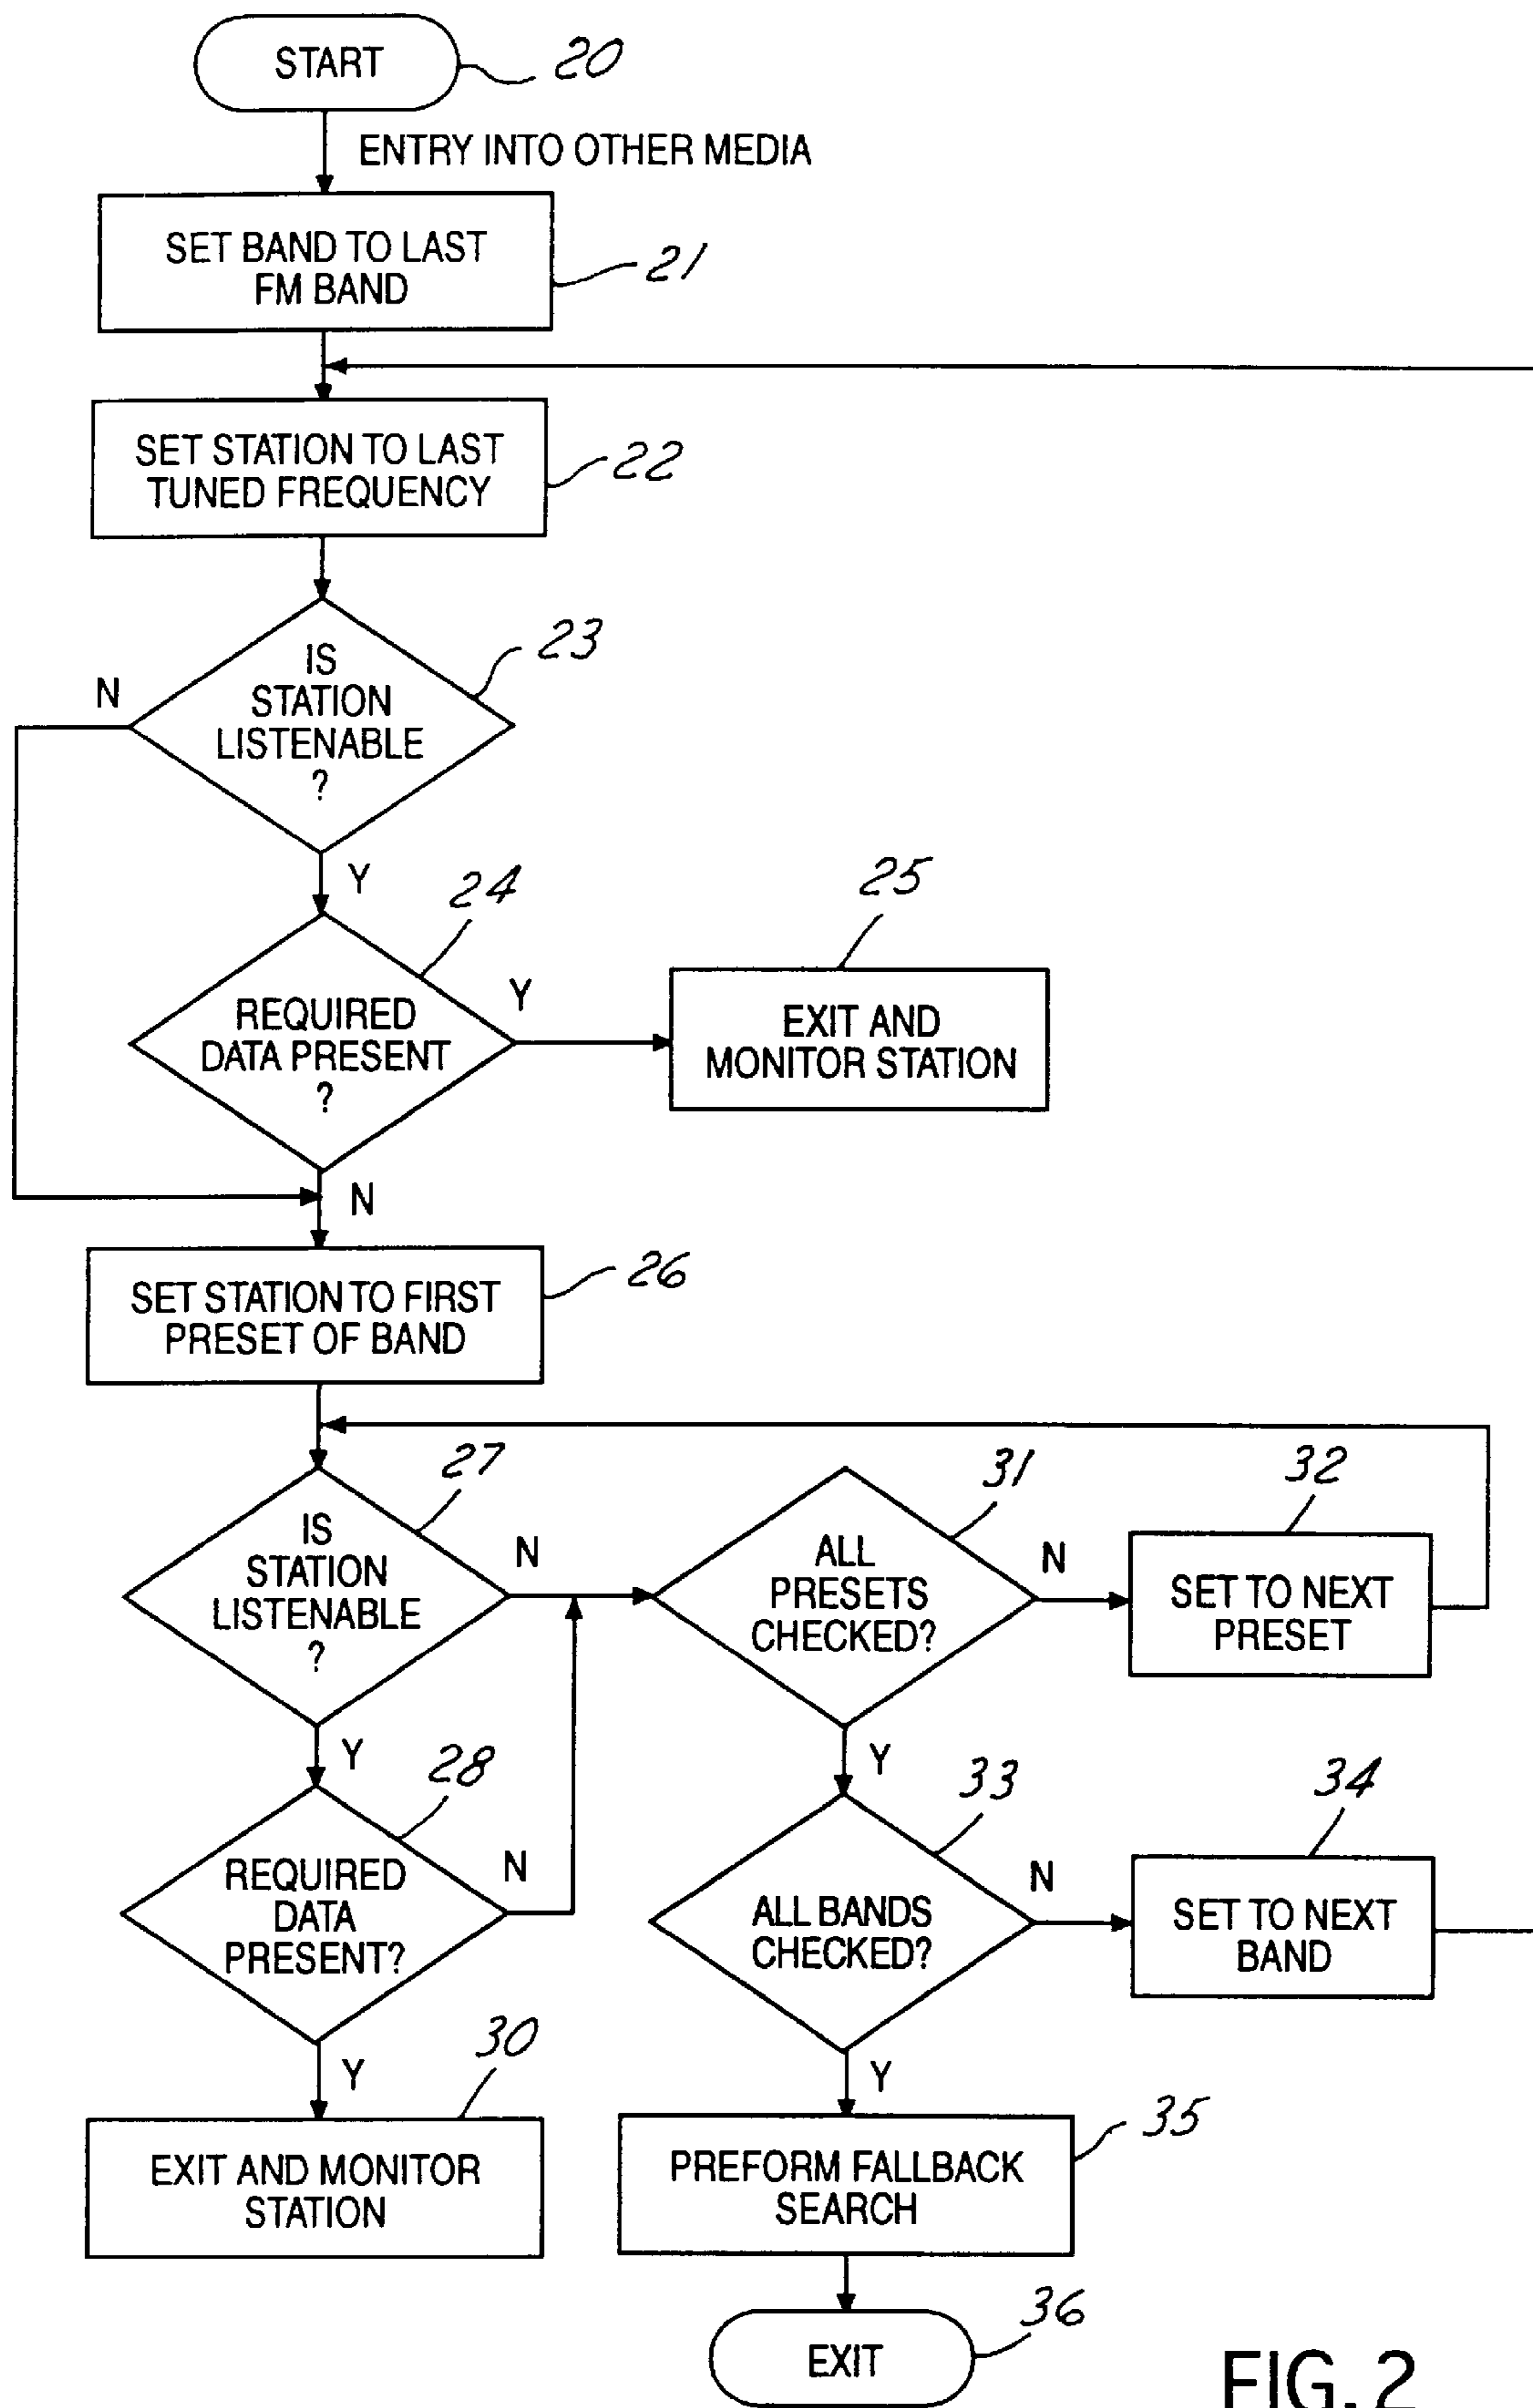 START
20
ENTRY INTO OTHER MEDIA
SET BAND TO LAST
FM BAND
21
SET STATION TO LAST
TUNED FREQUENCY
22
IS
STATION
LISTENABLE
?
23
N
Y
24
REQUIRED
DATA PRESENT
?
Y
25
EXIT AND
MONITOR STATION
N
SET STATION TO FIRST
PRESET OF BAND
26
IS
STATION
LISTENABLE
?
27
N
ALL
PRESETS
CHECKED?
31
N
SET TO NEXT
PRESET
32
Y
28
REQUIRED
DATA
PRESENT?
N
Y
33
ALL BANDS
CHECKED?
N
34
SET TO NEXT
BAND
Y
30
EXIT AND MONITOR
STATION
Y
PREFORM FALLBACK
SEARCH
35
EXIT
36
FIG. 2